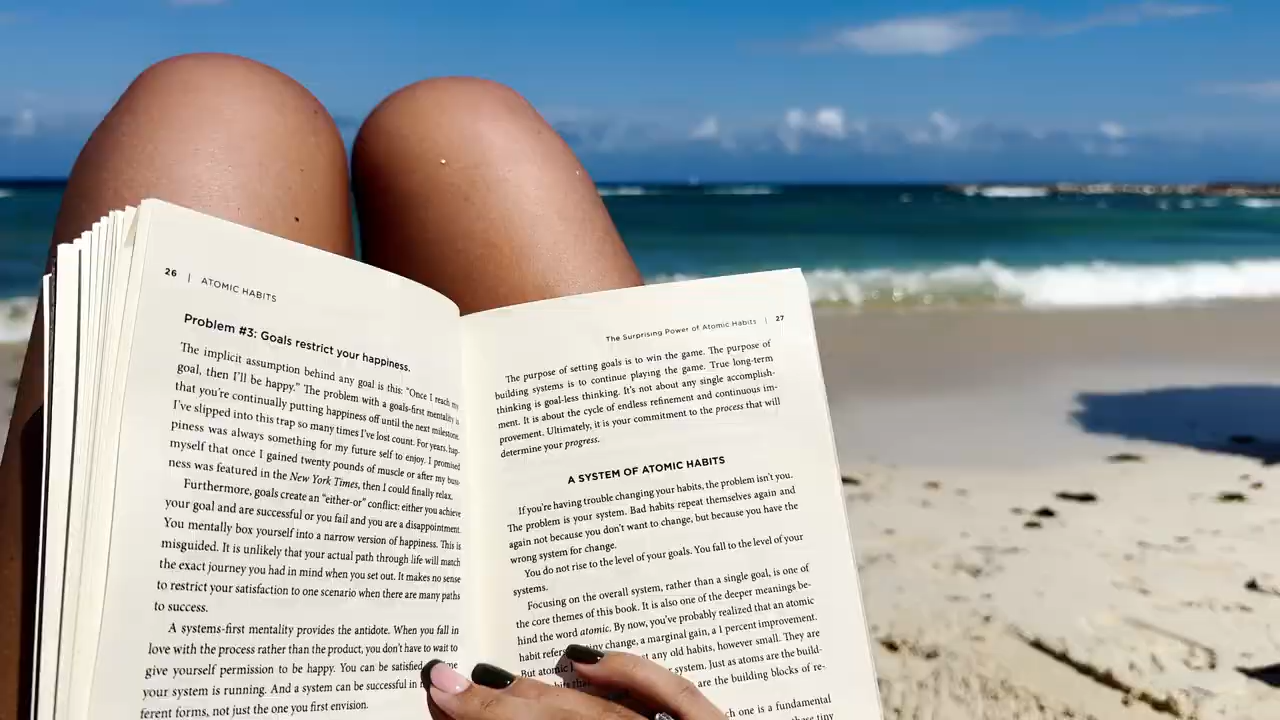 26 | ATOMIC HABITS
Problem #3: Goals restrict your happiness.
The implicit assumption behind any goal is this: “Once I reach my
goal, then I’ll be happy.” The problem with a goals-first mentality is
that you’re continually putting happiness off until the next milestone.
I’ve slipped into this trap so many times I’ve lost count. For years, hap-
piness was always something for my future self to enjoy. I promised
myself that once I gained twenty pounds of muscle or after my busi-
ness was featured in the New York Times, then I could finally relax.
Furthermore, goals create an “either-or” conflict: either you achieve
your goal and are successful or you fail and you are a disappointment.
You mentally box yourself into a narrow version of happiness. This is
misguided. It is unlikely that your actual path through life will match
the exact journey you had in mind when you set out. It makes no sense
to restrict your satisfaction to one scenario when there are many paths
to success.
A systems-first mentality provides the antidote. When you fall in
love with the process rather than the product, you don’t have to wait to
give yourself permission to be happy. You can be satisfied
your system is running. And a system can be successful in
ferent forms, not just the one you first envision.
The Surprising Power of Atomic Habits | 27
The purpose of setting goals is to win the game. The purpose of
building systems is to continue playing the game. True long-term
thinking is goal-less thinking. It’s not about any single accomplish-
ment. It is about the cycle of endless refinement and continuous im-
provement. Ultimately, it is your commitment to the process that will
determine your progress.
A SYSTEM OF ATOMIC HABITS
If you’re having trouble changing your habits, the problem isn’t you.
The problem is your system. Bad habits repeat themselves again and
again not because you don’t want to change, but because you have the
wrong system for change.
You do not rise to the level of your goals. You fall to the level of your
systems.
Focusing on the overall system, rather than a single goal, is one of
the core themes of this book. It is also one of the deeper meanings be-
hind the word atomic. By now, you’ve probably realized that an atomic
habit refers tiny change, a marginal gain, a 1 percent improvement.
But atomic any old habits, however small. They are
system. Just as atoms are the build-
are the building blocks of re-
one is a fundamental
these tiny